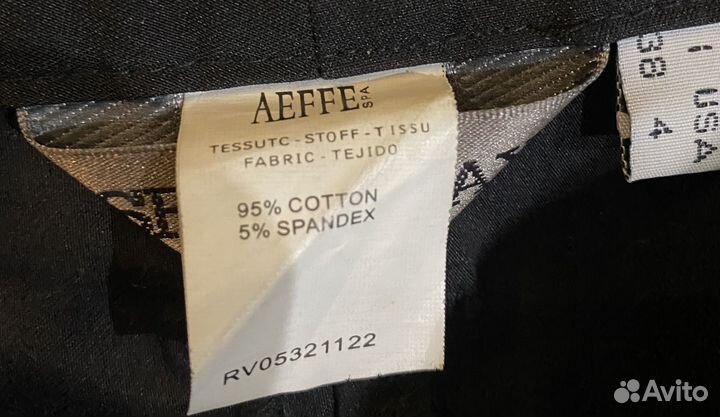 AEFFE SPA
TESSUTC-STOFF-TISSU
FABRIC-TEJIDO
95% COTTON
5% SPANDEX
RV05321122
I 38
USA 4
Avito